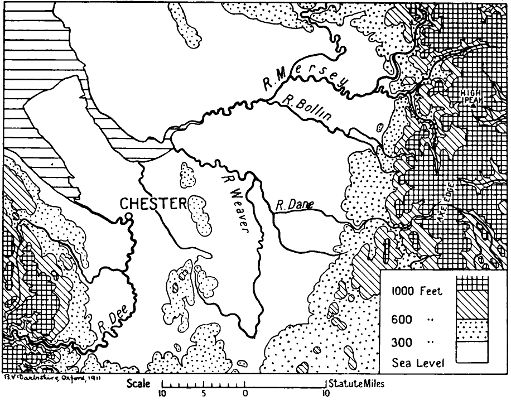 R. Mersey
R. Bollin
HIGH
PEAK
CHESTER
R Weaver
R. Dane
R. Dee
1000 Feet
600 "
300 "
Sea Level
B.V. Darbishire, Oxford, 1911
Scale 10 5 0 10 Statute Miles